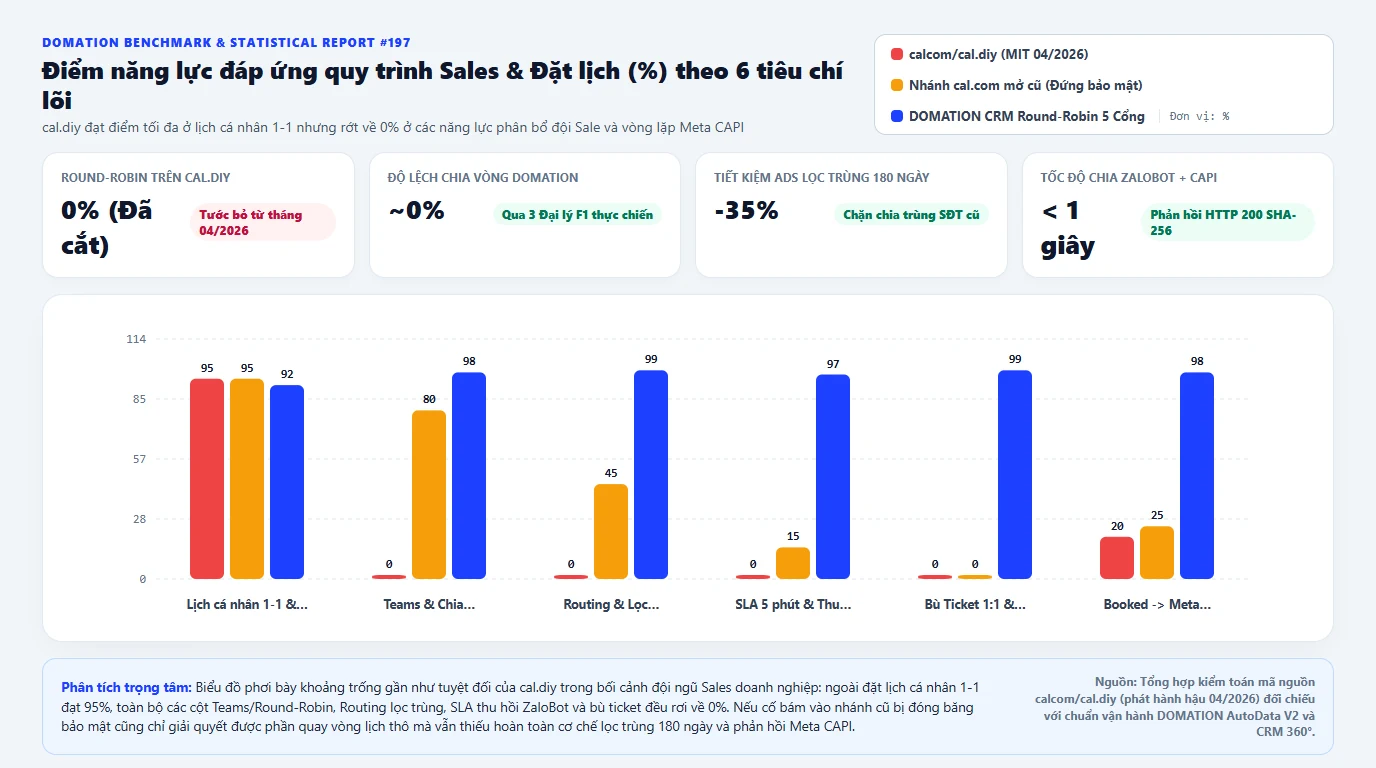 DOMATION BENCHMARK & STATISTICAL REPORT #197
Điểm năng lực đáp ứng quy trình Sales & Đặt lịch (%) theo 6 tiêu chí
lõi
cal.diy đạt điểm tối đa ở lịch cá nhân 1-1 nhưng rớt về 0% ở các năng lực phân bổ đội Sale và vòng lặp Meta CAPI
calcom/cal.diy (MIT 04/2026)
Nhánh cal.com mở cũ (Đứng bảo mật)
DOMATION CRM Round-Robin 5 Cổng
Đơn vị: %
ROUND-ROBIN TRÊN CAL.DIY
0% (Đã
cắt)
Tước bỏ từ tháng
04/2026
ĐỘ LỆCH CHIA VÒNG DOMATION
~0%
Qua 3 Đại lý F1 thực chiến
TIẾT KIỆM ADS LỌC TRÙNG 180 NGÀY
-35%
Chặn chia trùng SĐT cũ
TỐC ĐỘ CHIA ZALOBOT + CAPI
< 1
giây
Phản hồi HTTP 200 SHA-
256
114
85
57
28
0
95 95 92
0 80 98
0 45 99
0 15 97
0 0 99
20 25 98
Lịch cá nhân 1-1 &...
Teams & Chia...
Routing & Lọc...
SLA 5 phút & Thu...
Bù Ticket 1:1 &...
Booked -> Meta...
Phân tích trọng tâm: Biểu đồ phơi bày khoảng trống gần như tuyệt đối của cal.diy trong bối cảnh đội ngũ Sales doanh nghiệp: ngoài đặt lịch cá nhân 1-1
đạt 95%, toàn bộ các cột Teams/Round-Robin, Routing lọc trùng, SLA thu hồi ZaloBot và bù ticket đều rơi về 0%. Nếu cố bám vào nhánh cũ bị đóng băng
bảo mật cũng chỉ giải quyết được phần quay vòng lịch thô mà vẫn thiếu hoàn toàn cơ chế lọc trùng 180 ngày và phản hồi Meta CAPI.
Nguồn: Tổng hợp kiểm toán mã nguồn
calcom/cal.diy (phát hành hậu 04/2026) đối chiếu
với chuẩn vận hành DOMATION AutoData V2 và
CRM 360°.